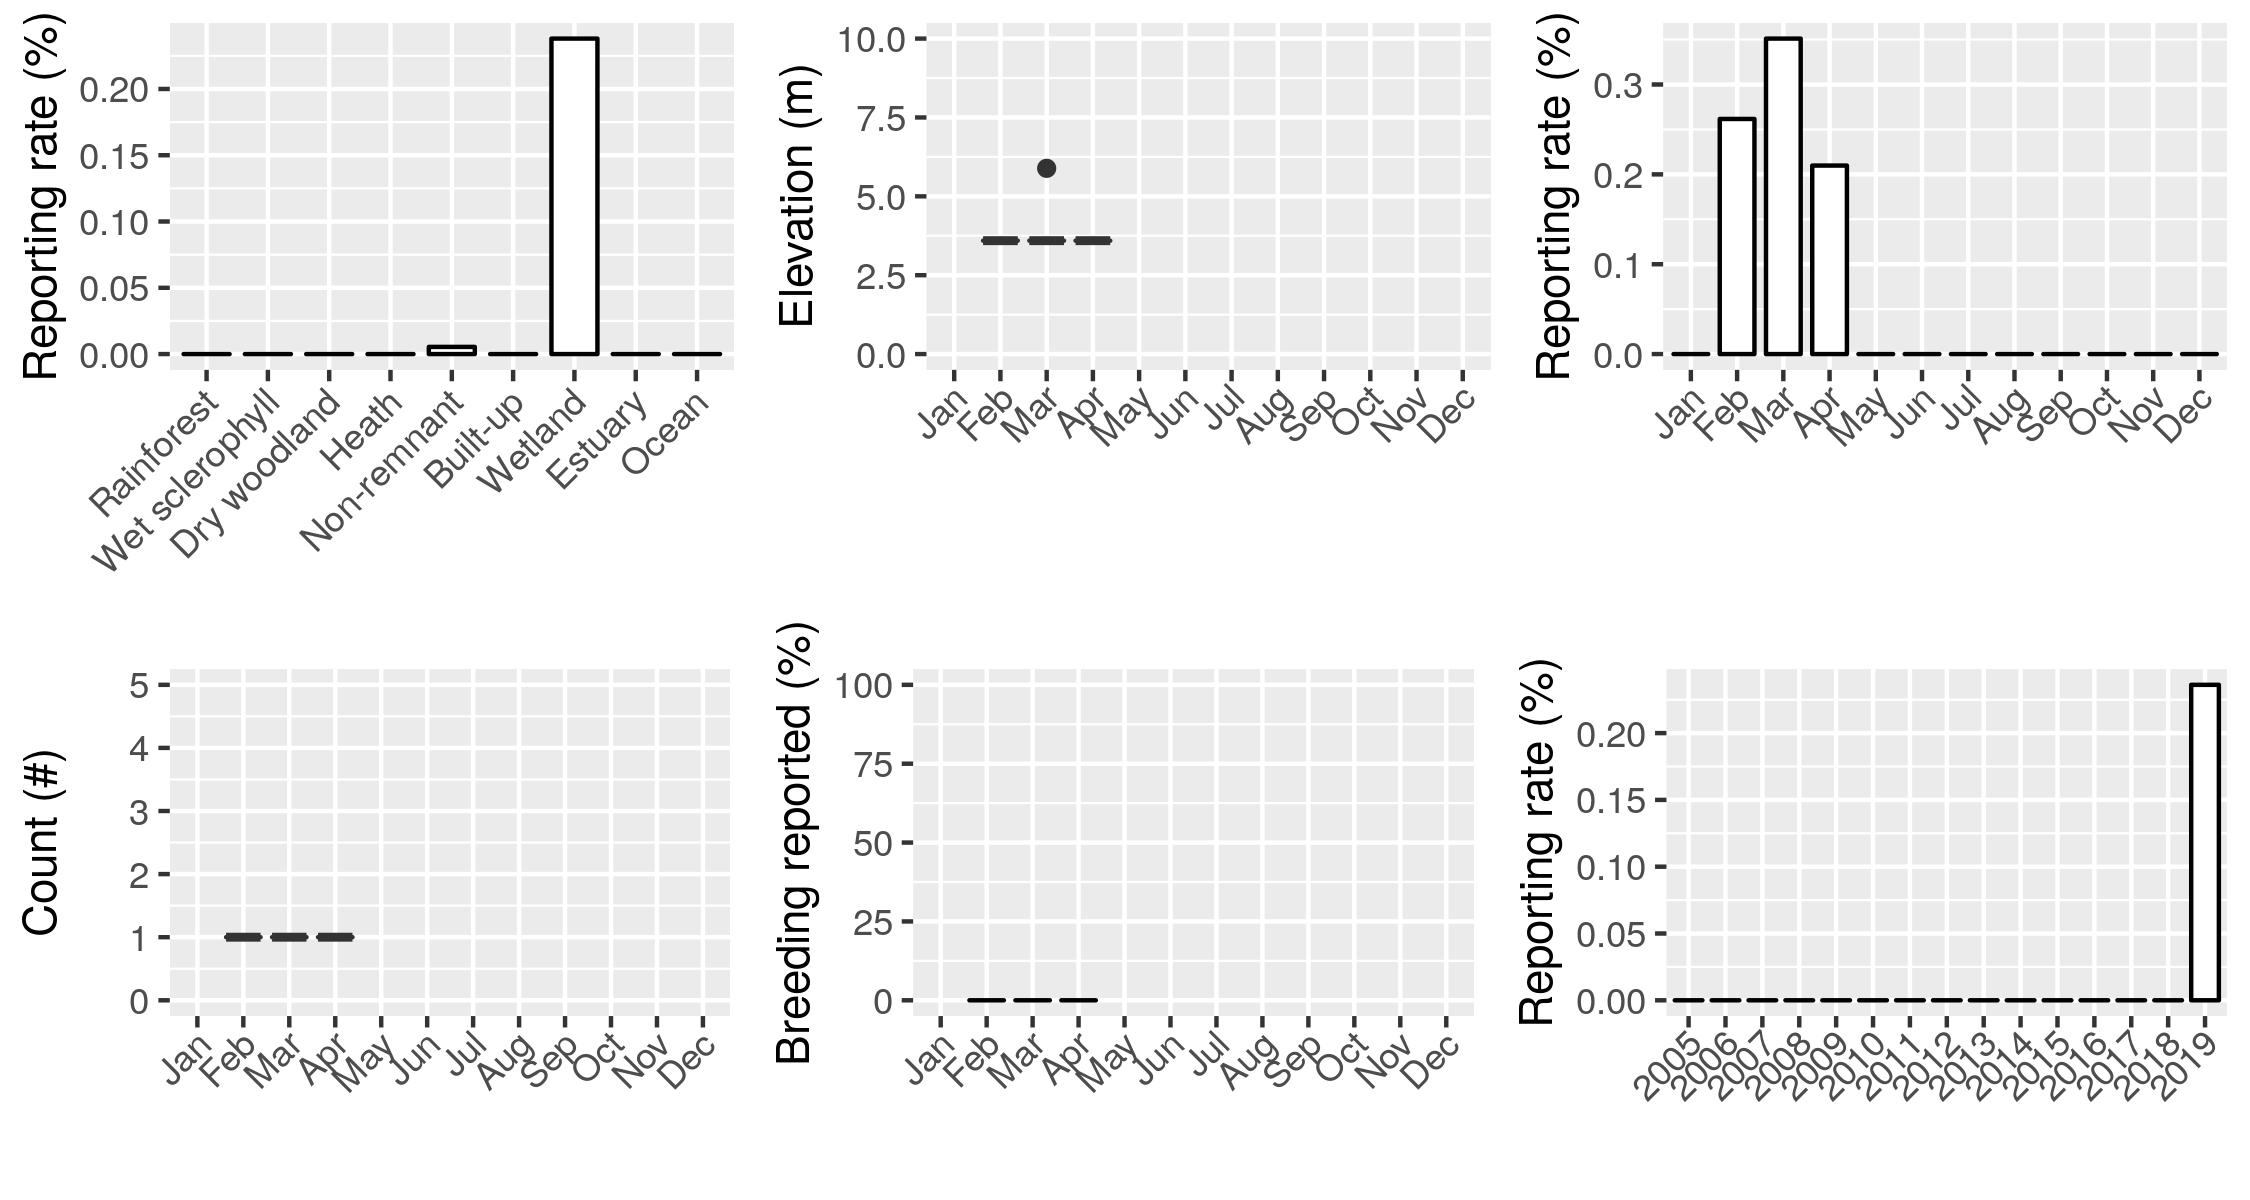 Reporting rate (%)
0.20
0.15
0.10
0.05
0.00
Rainforest
Wet sclerophyll
Dry woodland
Heath
Non-remnant
Built-up
Wetland
Estuary
Ocean
Elevation (m)
10.0
7.5
5.0
2.5
0.0
Jan
Feb
Mar
Apr
May
Jun
Jul
Aug
Sep
Oct
Nov
Dec
Reporting rate (%)
0.3
0.2
0.1
0.0
Jan
Feb
Mar
Apr
May
Jun
Jul
Aug
Sep
Oct
Nov
Dec
Count (#)
5
4
3
2
1
0
Jan
Feb
Mar
Apr
May
Jun
Jul
Aug
Sep
Oct
Nov
Dec
Breeding reported (%)
100
75
50
25
0
Jan
Feb
Mar
Apr
May
Jun
Jul
Aug
Sep
Oct
Nov
Dec
Reporting rate (%)
0.20
0.15
0.10
0.05
0.00
2005
2006
2007
2008
2009
2010
2011
2012
2013
2014
2015
2016
2017
2018
2019